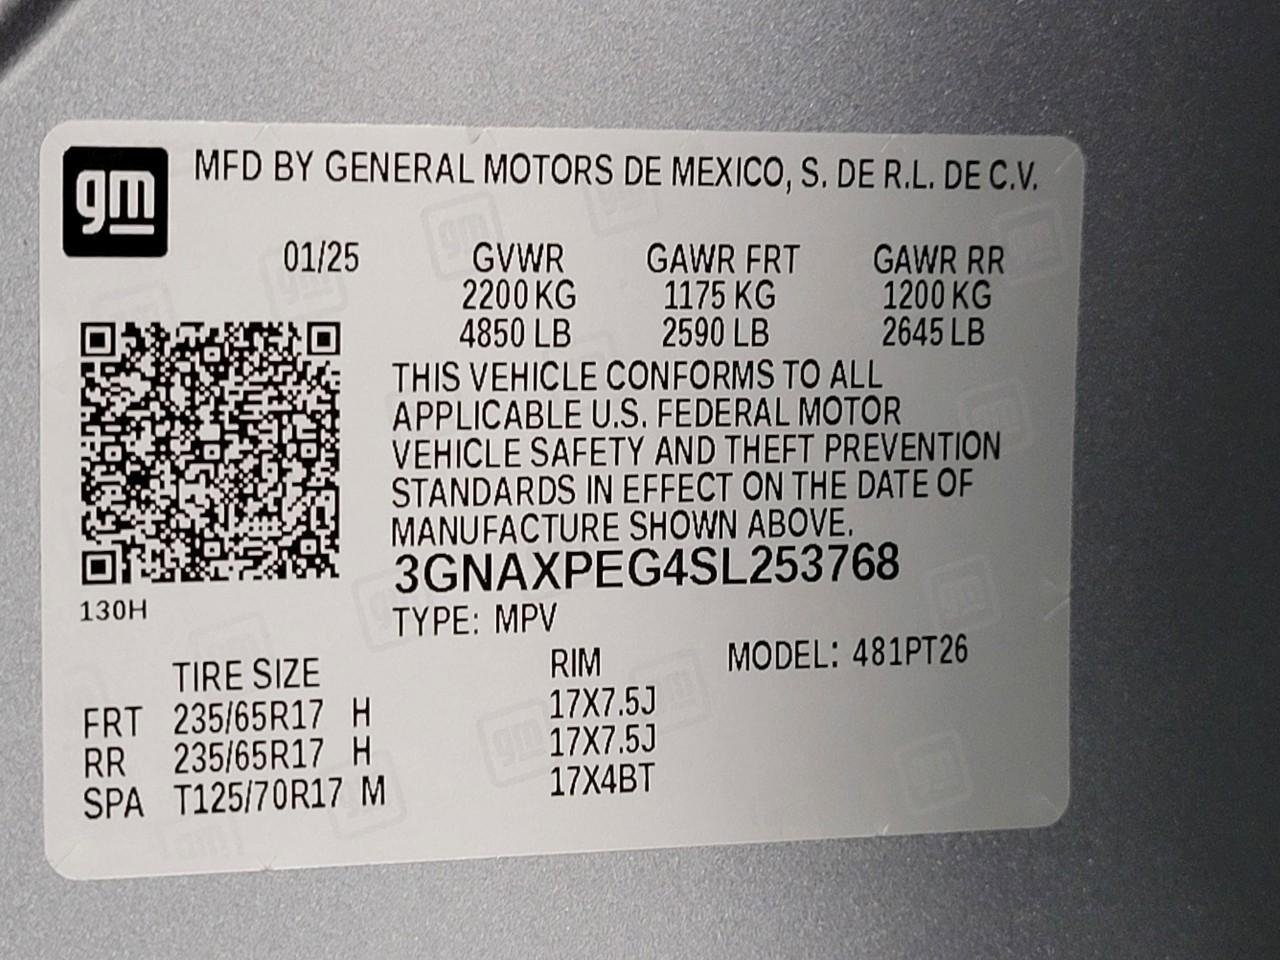 gm MFD BY GENERAL MOTORS DE MEXICO, S. DE R.L. DE C.V.
01/25 GVWR GAWR FRT GAWR RR
2200 KG 1175 KG 1200 KG
4850 LB 2590 LB 2645 LB
THIS VEHICLE CONFORMS TO ALL
APPLICABLE U.S. FEDERAL MOTOR
VEHICLE SAFETY AND THEFT PREVENTION
STANDARDS IN EFFECT ON THE DATE OF
MANUFACTURE SHOWN ABOVE.
3GNAXPEG4SL253768
130H
TYPE: MPV
TIRE SIZE RIM MODEL: 481PT26
FRT 235/65R17 H 17X7.5J
RR 235/65R17 H 17X7.5J
SPA T125/70R17 M 17X4BT